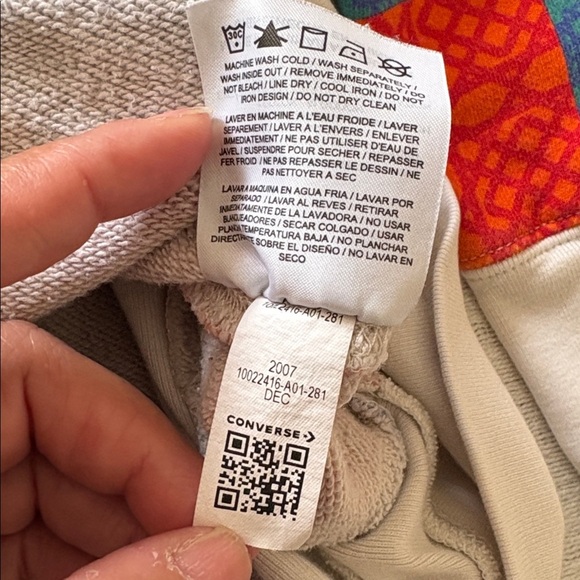 30C
MACHINE WASH COLD / WASH SEPARATELY /
WASH INSIDE OUT / REMOVE IMMEDIATELY / DO
NOT BLEACH / LINE DRY / COOL IRON / DO NOT
IRON DESIGN / DO NOT DRY CLEAN
LAVER EN MACHINE A L'EAU FROIDE / LAVER
SEPAREMENT / LAVER A L'ENVERS / ENLEVER
IMMEDIATEMENT / NE PAS UTILISER D'EAU DE
JAVEL / SUSPENDRE POUR SECHER / REPASSER
FER FROID / NE PAS REPASSER LE DESSIN / NE
PAS NETTOYER A SEC
LAVAR A MAQUINA EN AGUA FRIA / LAVAR POR
SEPARADO / LAVAR AL REVES / RETIRAR
INMEDIATAMENTE DE LA LAVADORA / NO USAR
BLANQUEADORES / SECAR COLGADO / USAR
PLANCHA TEMPERATURA BAJA / NO PLANCHAR
DIRECTAMENTE SOBRE EL DISEÑO / NO LAVAR EN
SECO
10022416-A01-281
2007
10022416-A01-281
DEC
CONVERSE